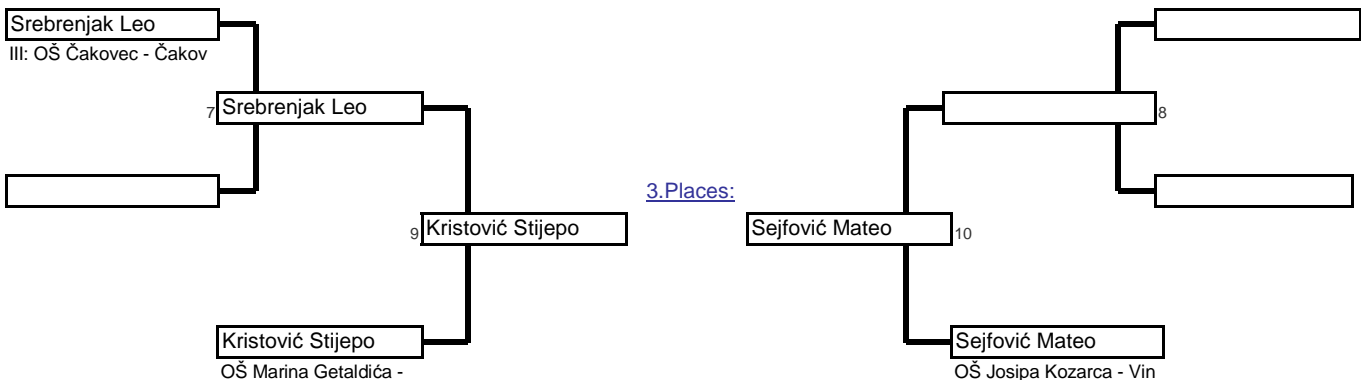 Srebrenjak Leo
III: OŠ Čakovec - Čakov
7 Srebrenjak Leo
8
3.Places:
9 Kristović Stijepo
Sejfović Mateo 10
Kristović Stijepo
OŠ Marina Getaldića -
Sejfović Mateo
OŠ Josipa Kozarca - Vin